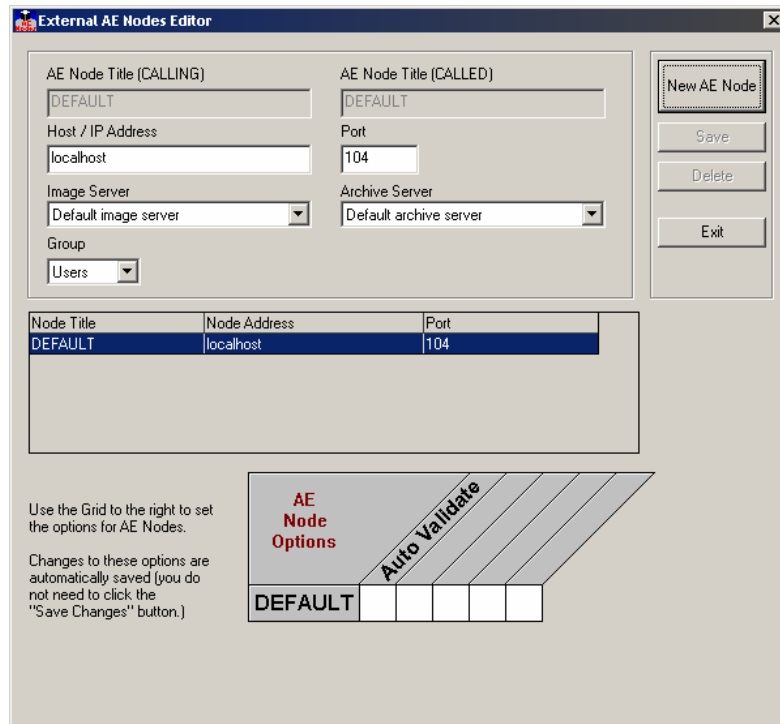 External AE Nodes Editor
AE Node Title (CALLING)
AE Node Title (CALLED)
DEFAULT
DEFAULT
Host / IP Address
Port
localhost
104
Image Server
Archive Server
Default image server
Default archive server
Group
Users
New AE Node
Save
Delete
Exit
Node Title Node Address Port
DEFAULT localhost 104
Use the Grid to the right to set
the options for AE Nodes.
Changes to these options are
automatically saved (you do
not need to click the
"Save Changes" button.)
AE
Node
Options
Auto Validate
DEFAULT